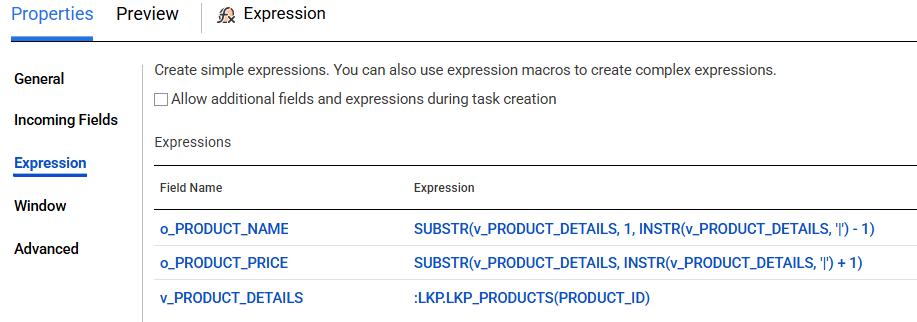 Properties Preview Expression
General
Incoming Fields
Expression
Window
Advanced
Create simple expressions. You can also use expression macros to create complex expressions.
Allow additional fields and expressions during task creation
Expressions
Field Name Expression
o_PRODUCT_NAME SUBSTR(v_PRODUCT_DETAILS, 1, INSTR(v_PRODUCT_DETAILS, '|') - 1)
o_PRODUCT_PRICE SUBSTR(v_PRODUCT_DETAILS, INSTR(v_PRODUCT_DETAILS, '|') + 1)
v_PRODUCT_DETAILS :LKP.LKP_PRODUCTS(PRODUCT_ID)